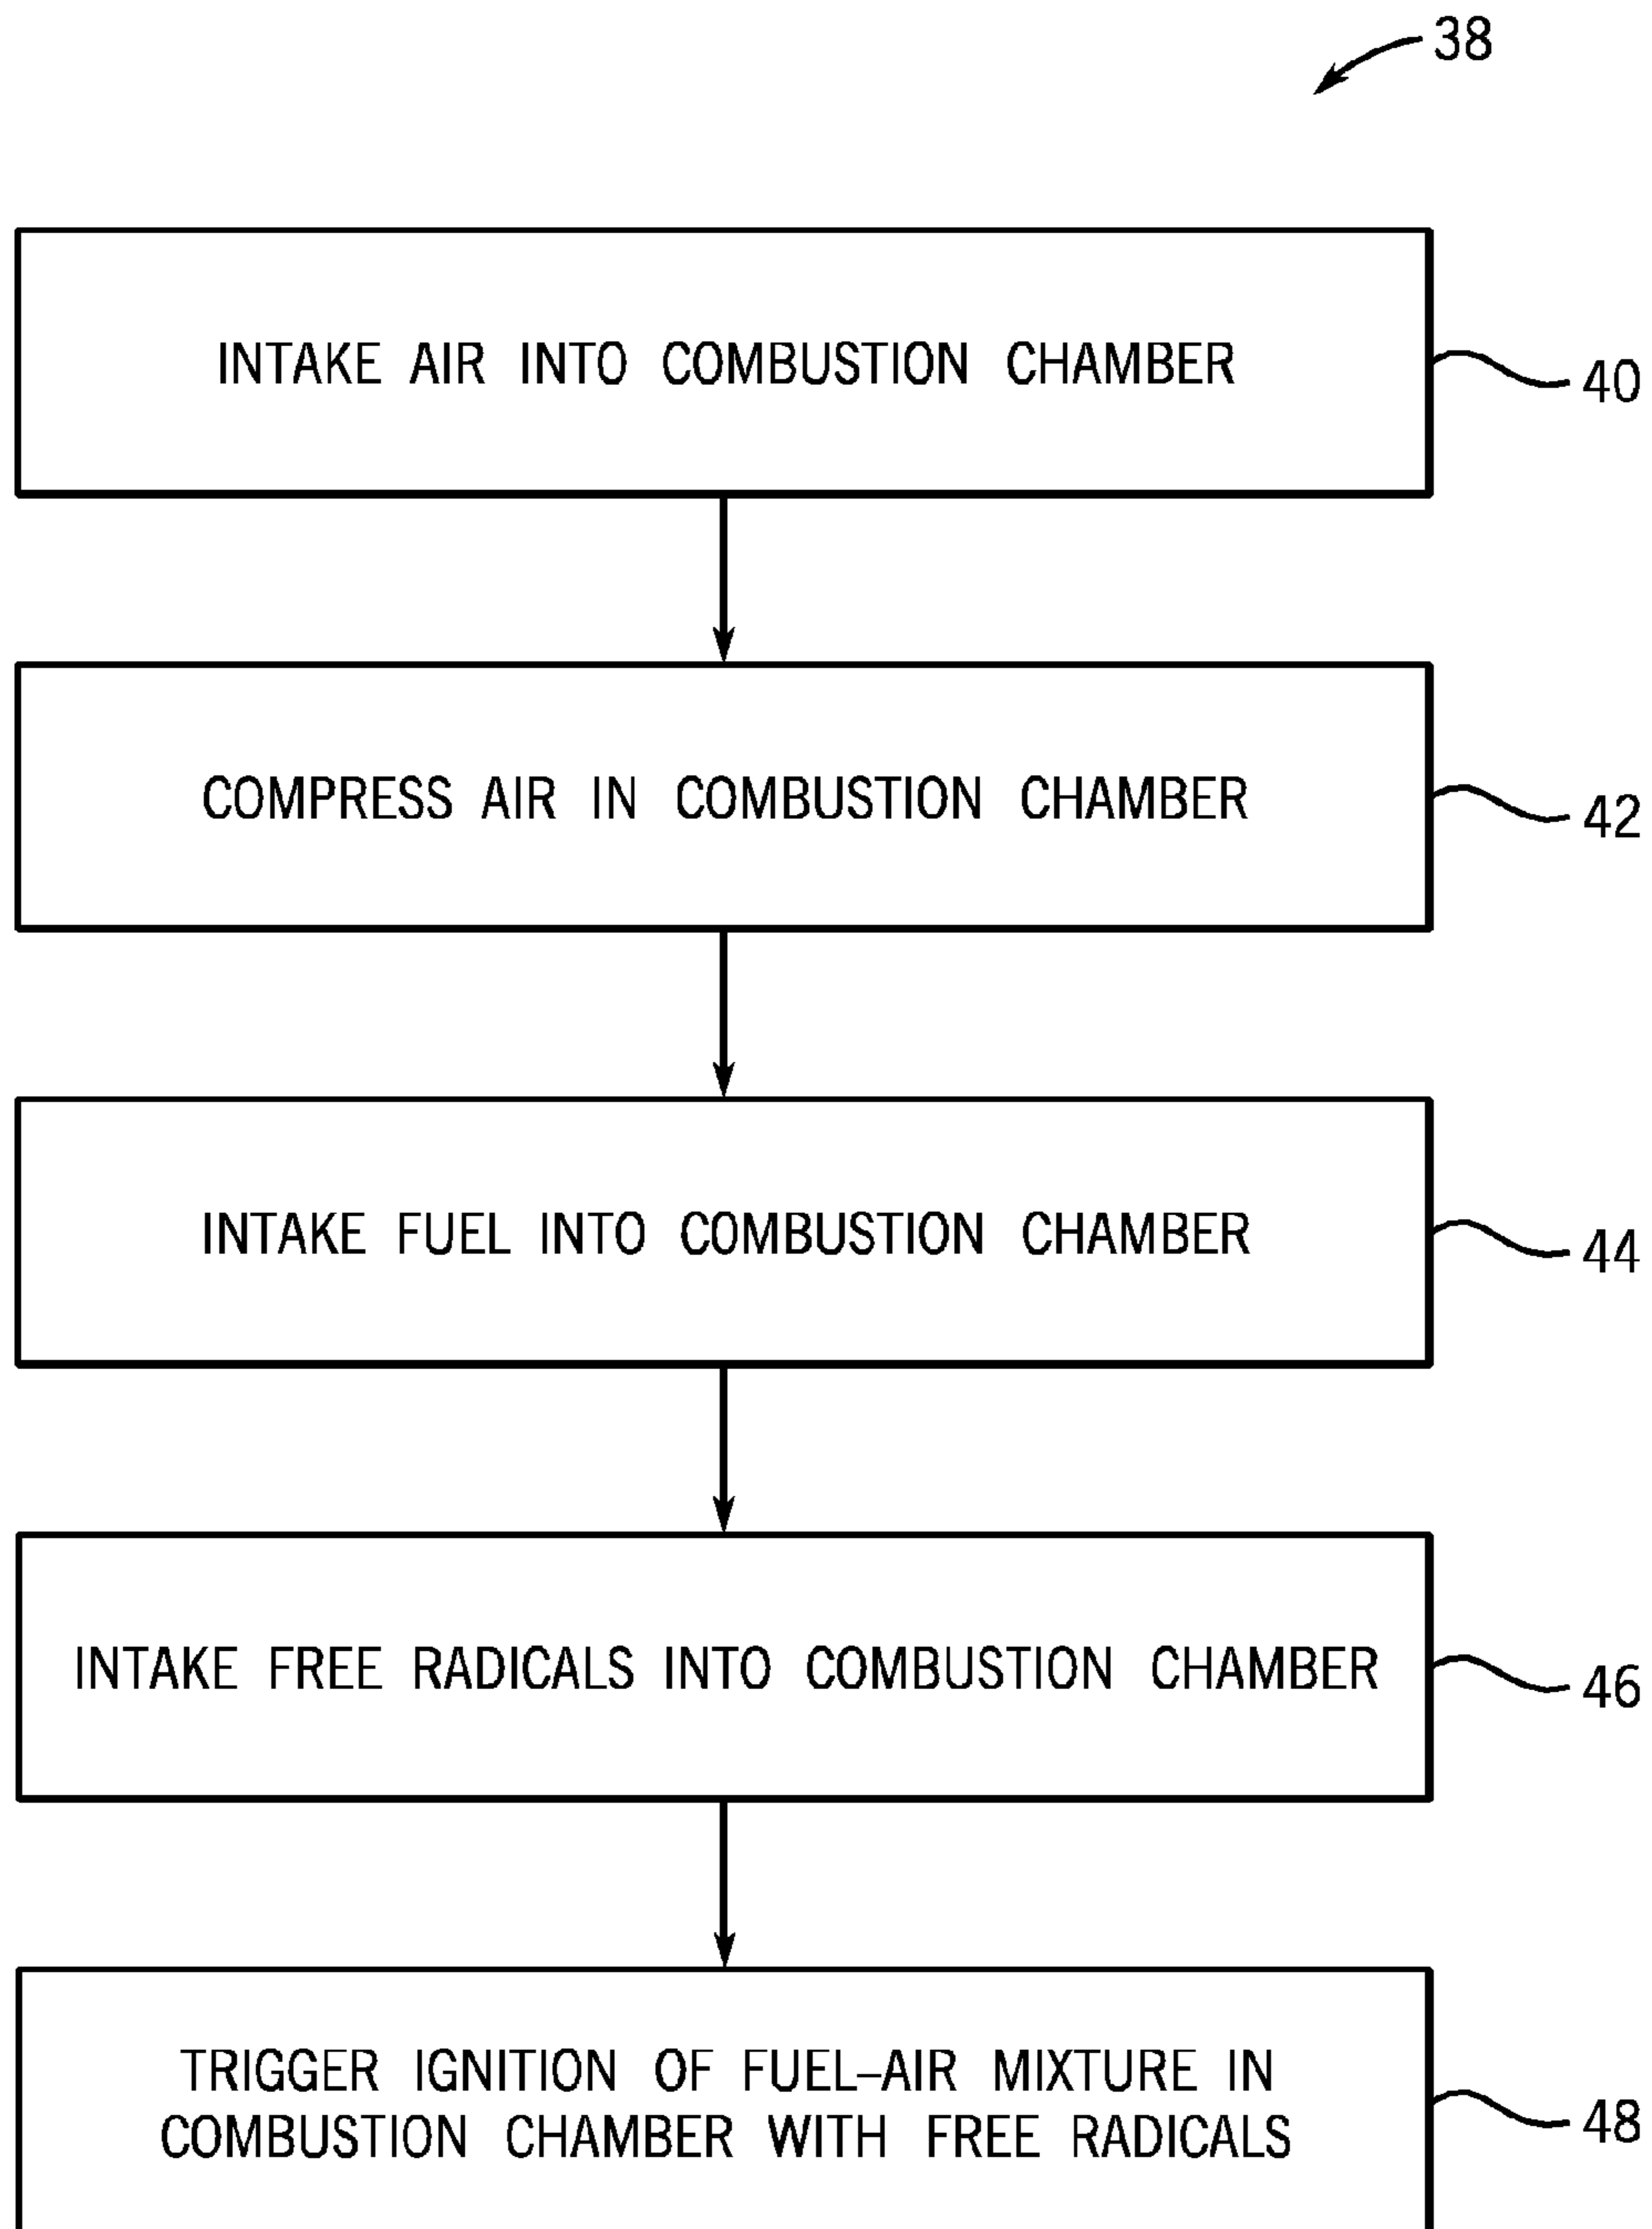 38
INTAKE AIR INTO COMBUSTION CHAMBER
40
COMPRESS AIR IN COMBUSTION CHAMBER
42
INTAKE FUEL INTO COMBUSTION CHAMBER
44
INTAKE FREE RADICALS INTO COMBUSTION CHAMBER
46
TRIGGER IGNITION OF FUEL–AIR MIXTURE IN
COMBUSTION CHAMBER WITH FREE RADICALS
48